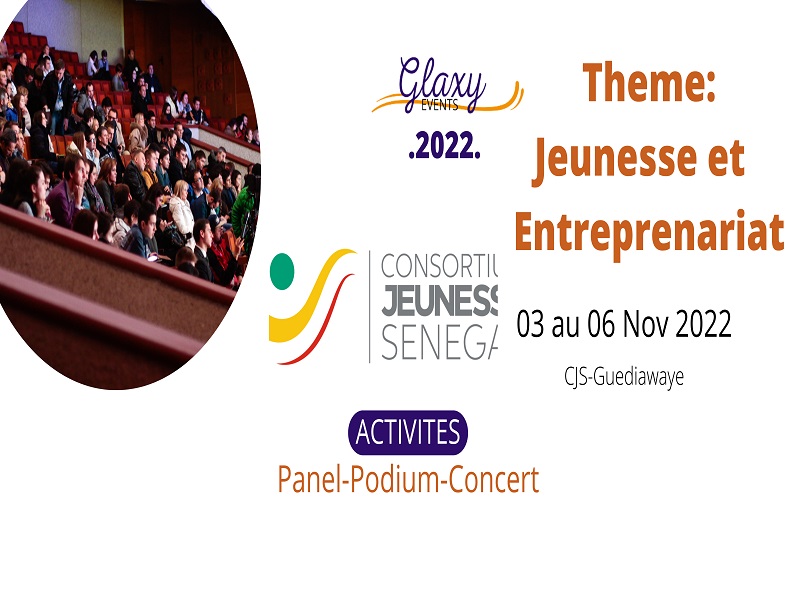 Glaxy
EVENTS
.2022.
Theme:
Jeunesse et
Entreprenariat
CONSORTIU
JEUNESS
SENEGA
03 au 06 Nov 2022
CJS-Guediawaye
ACTIVITES
Panel-Podium-Concert